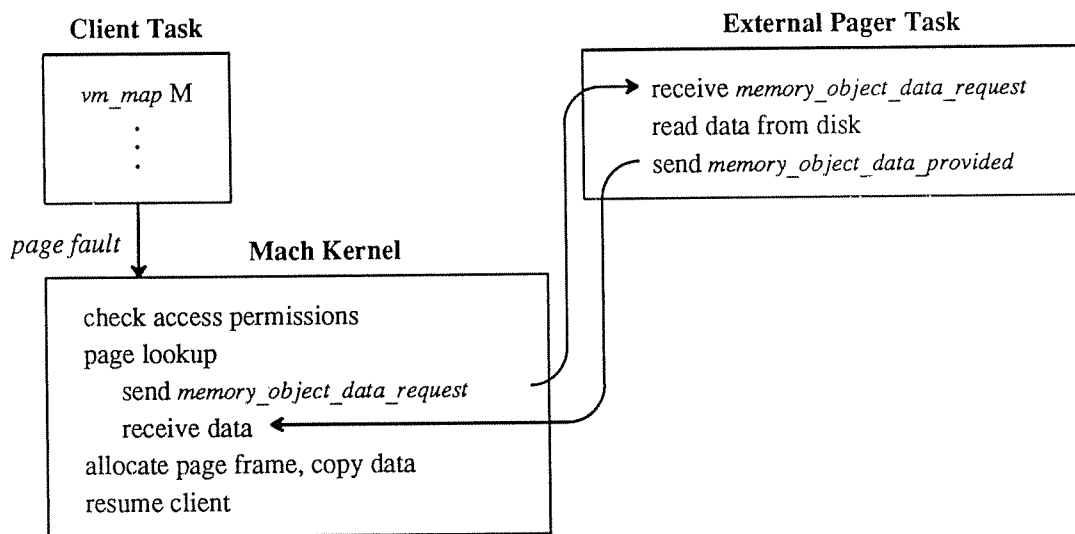 Client Task
vm_map M
External Pager Task
receive memory_object_data_request
read data from disk
send memory_object_data_provided
page fault
Mach Kernel
check access permissions
page lookup
send memory_object_data_request
receive data
allocate page frame, copy data
resume client